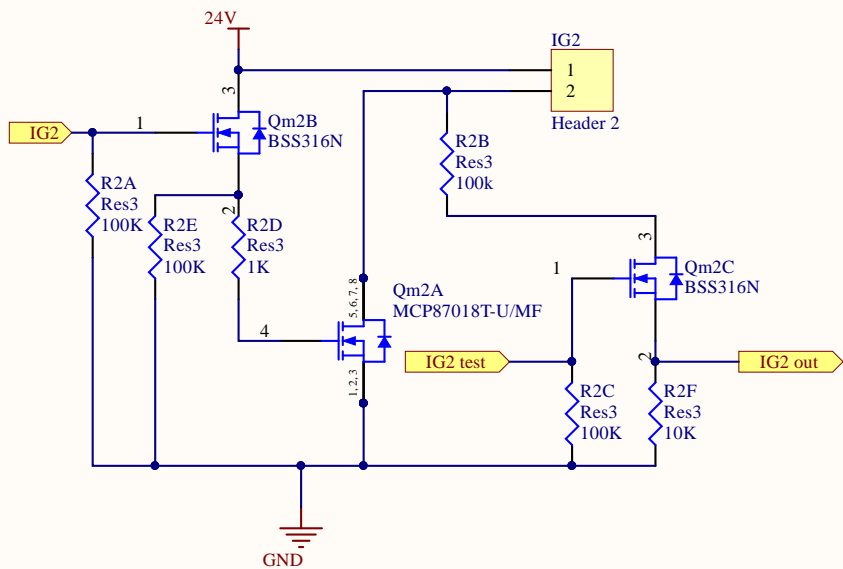 24V
IG2
1
2
Header 2
3
IG2
1
Qm2B
BSS316N
2
R2A
Res3
100K
R2E
Res3
100K
R2D
Res3
1K
R2B
Res3
100k
3
1
Qm2C
BSS316N
2
5, 6, 7, 8
Qm2A
MCP87018T-U/MF
4
1, 2, 3
IG2 test
IG2 out
R2C
Res3
100K
R2F
Res3
10K
GND